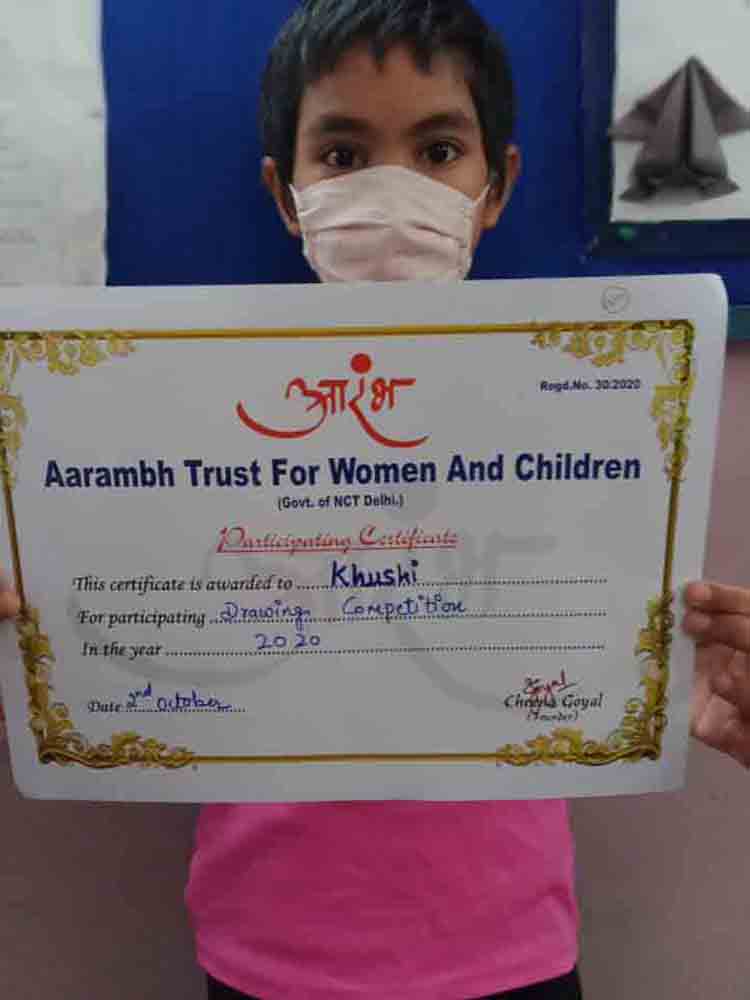 Regd.No. 30/2020
आरंभ
Aarambh Trust For Women And Children
(Govt. of NCT Delhi.)
Participating Certificate
This certificate is awarded to ..... Khushi
For participating ... Drawing Competition
In the year ..... 2020
Date 2nd October
Goyal
Goyal
(Founder)